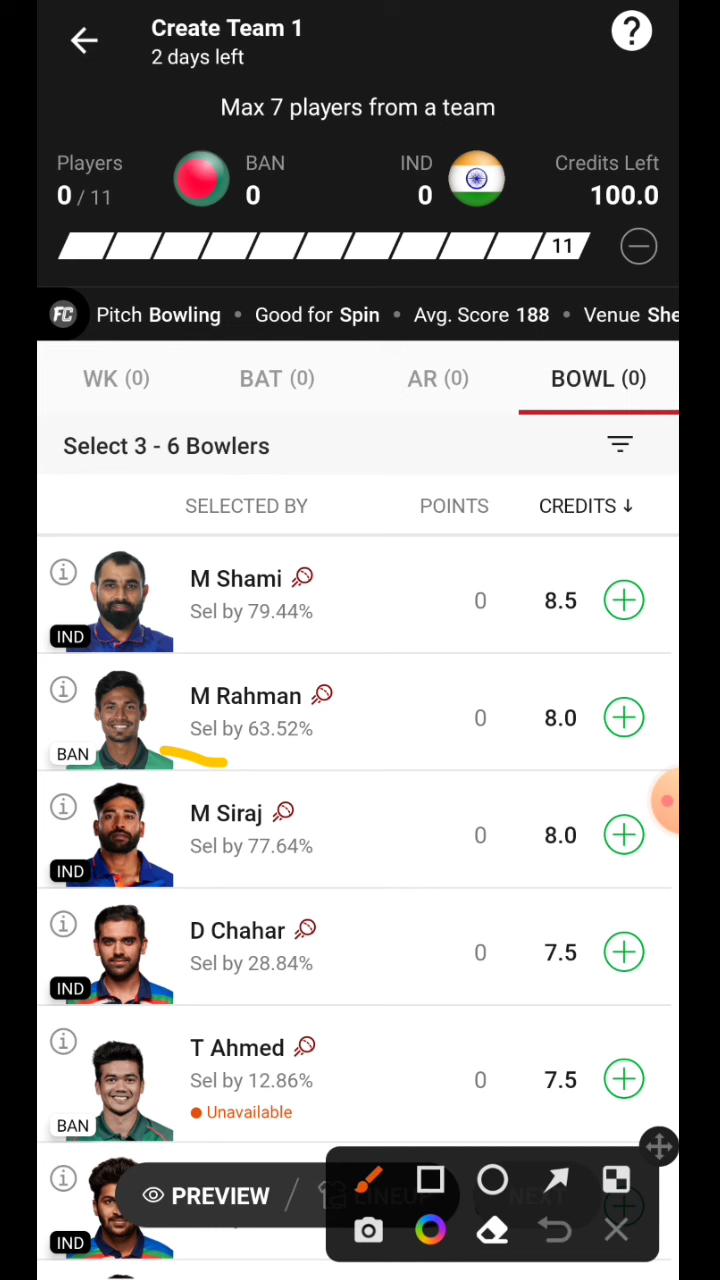 Create Team 1
?
2 days left
Max 7 players from a team
Players BAN IND Credits Left
0 / 11 0 0 100.0
11
FC Pitch Bowling • Good for Spin • Avg. Score 188 • Venue She
WK (0) BAT (0) AR (0) BOWL (0)
Select 3 - 6 Bowlers
SELECTED BY POINTS CREDITS ↓
M Shami
Sel by 79.44%
0 8.5
IND
M Rahman
Sel by 63.52%
0 8.0
BAN
M Siraj
Sel by 77.64%
0 8.0
IND
D Chahar
Sel by 28.84%
0 7.5
IND
T Ahmed
Sel by 12.86%
0 7.5
Unavailable
BAN
PREVIEW / LINEUP NEXT
IND